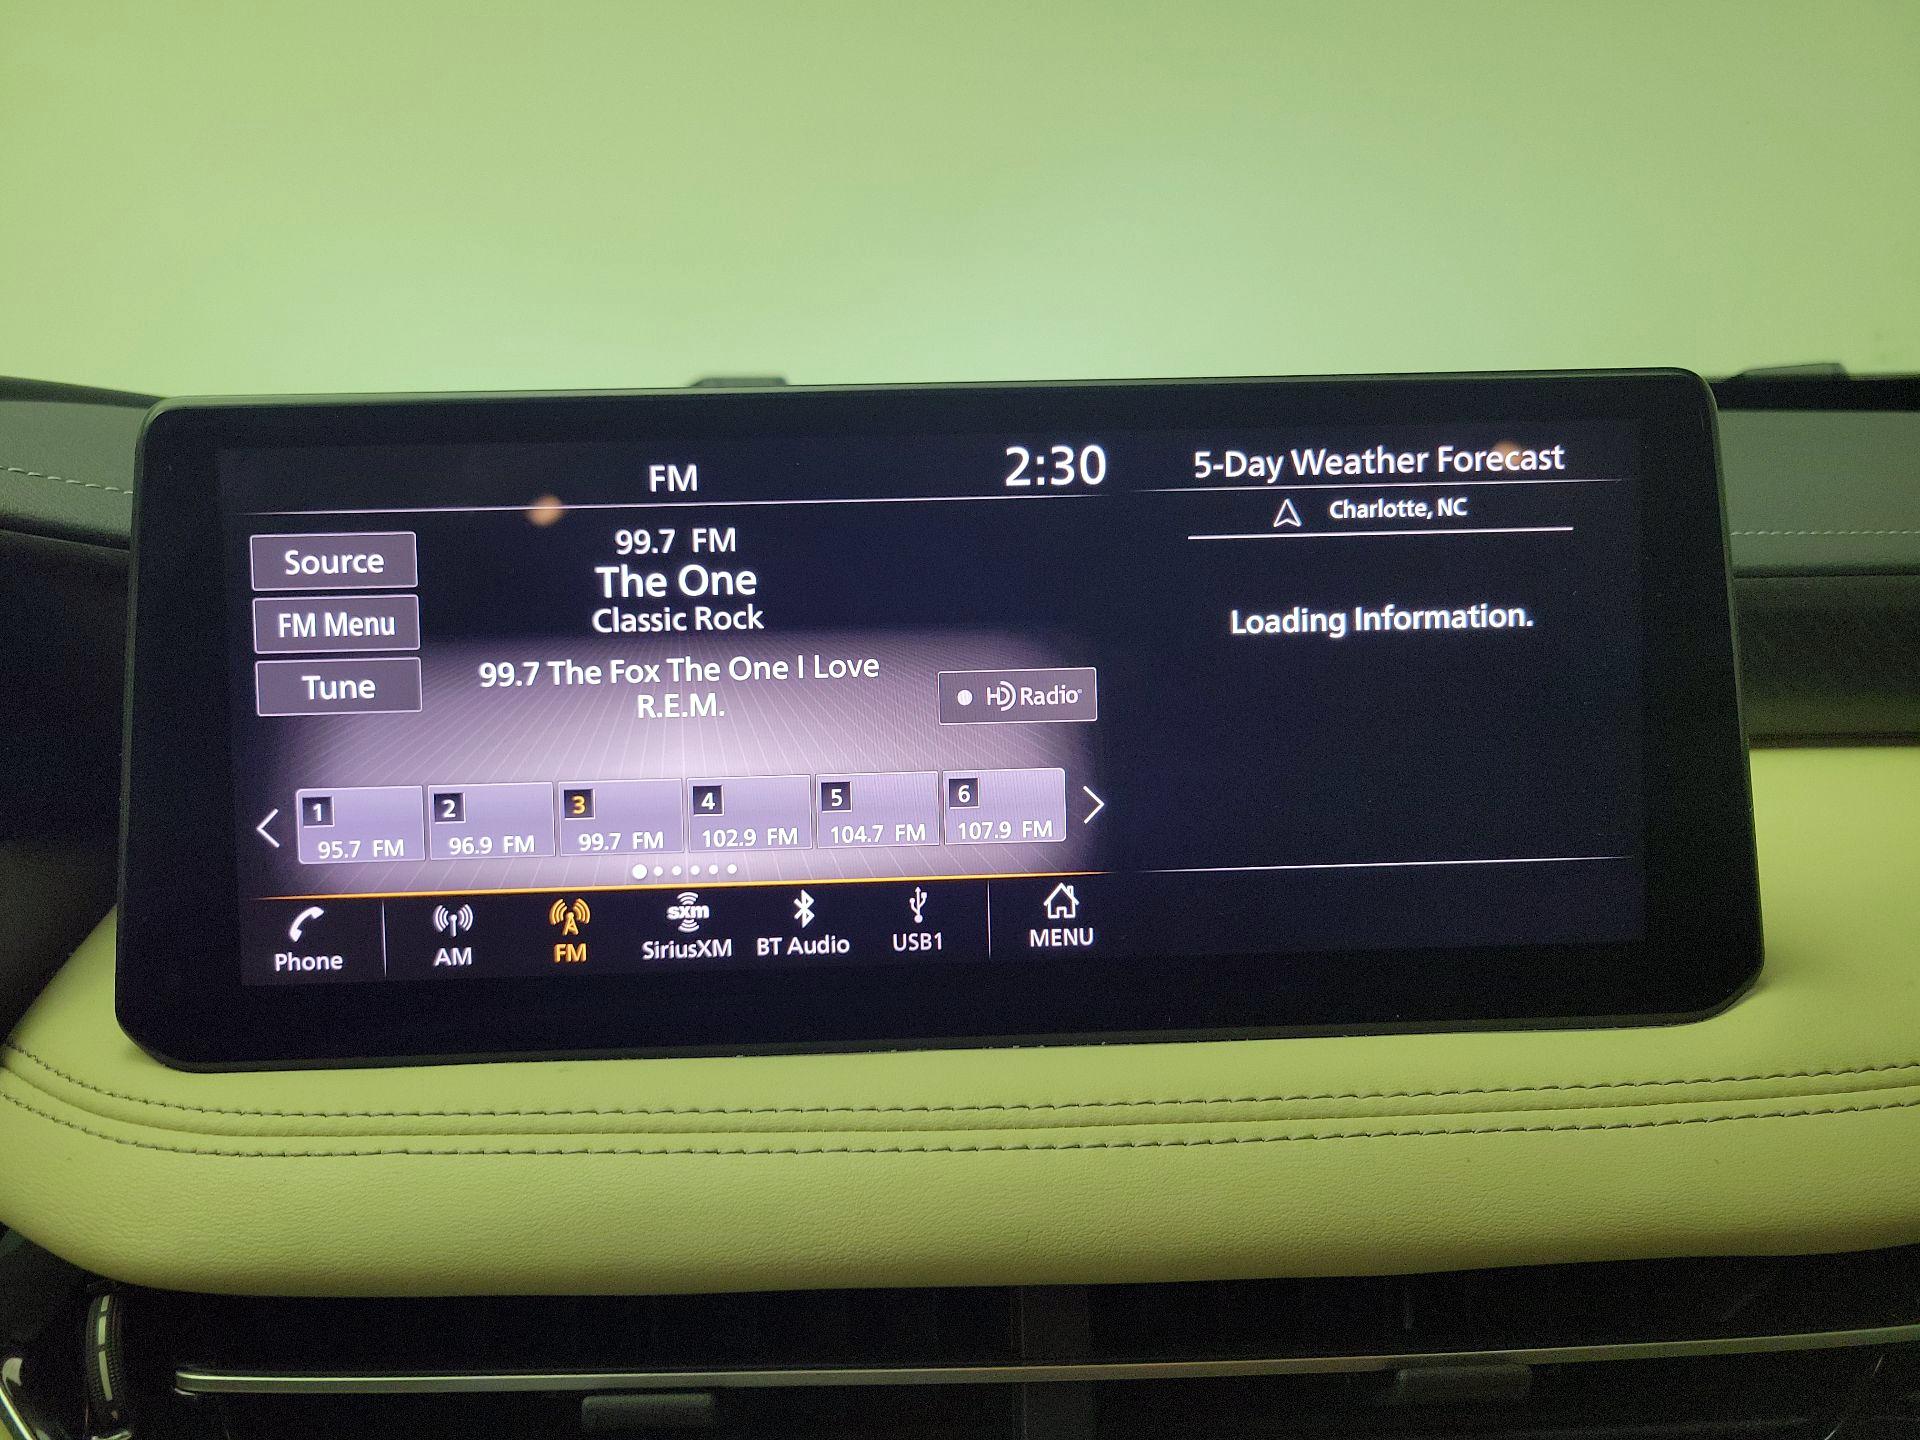 FM
2:30
Source
FM Menu
Tune
99.7 FM
The One
Classic Rock
99.7 The Fox The One I Love
R.E.M.
HD Radio
1
95.7 FM
2
96.9 FM
3
99.7 FM
4
102.9 FM
5
104.7 FM
6
107.9 FM
Phone
AM
FM
sxm
SiriusXM
BT Audio
USB1
MENU
5-Day Weather Forecast
Charlotte, NC
Loading Information.